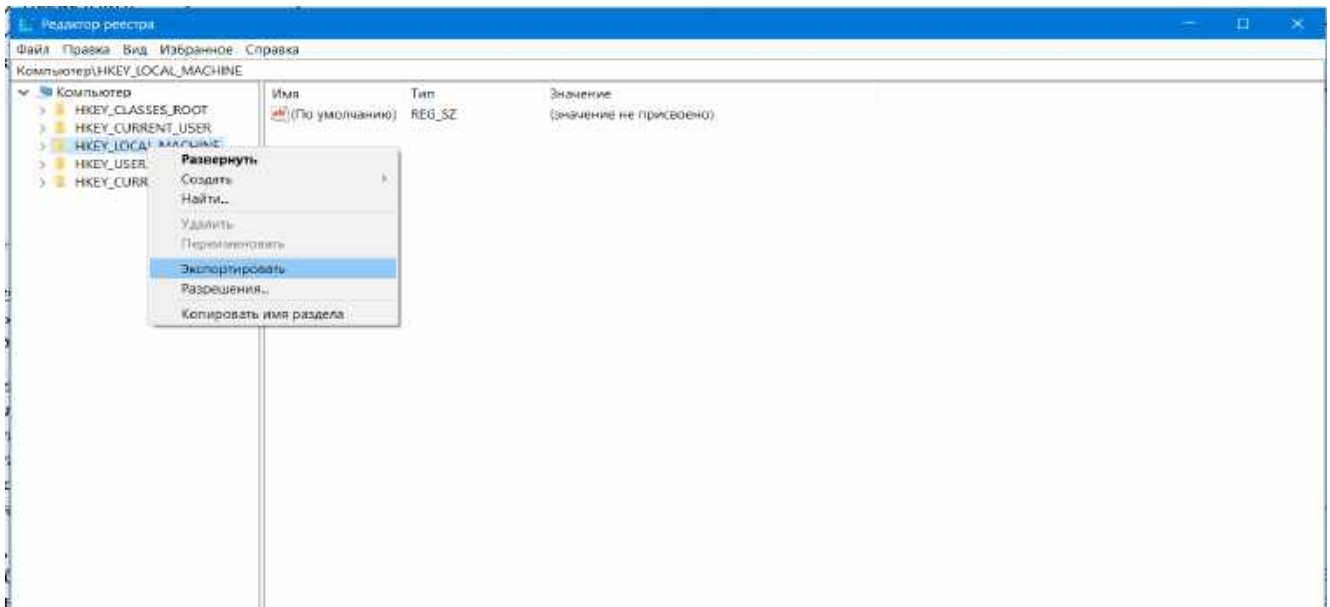 Редактор реестра
Файл Правка Вид Избранное Справка
Компьютер\HKEY_LOCAL_MACHINE
Компьютер
HKEY_CLASSES_ROOT
HKEY_CURRENT_USER
HKEY_LOCAL_MACHINE
HKEY_USER
HKEY_CURR
Имя Тип Значение
(По умолчанию) REG_SZ (значение не присвоено)
Развернуть
Создать
Найти...
Удалить
Переименовать
Экспортировать
Разрешения...
Копировать имя раздела